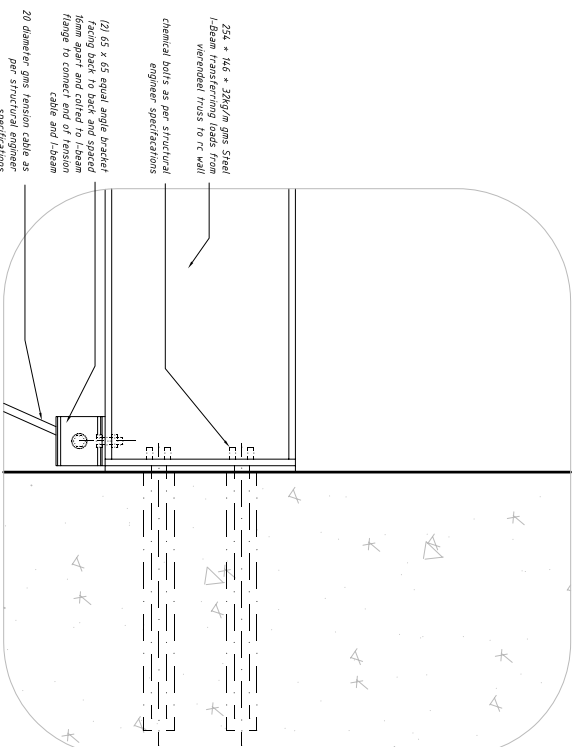 254 * 146 * 32kg/m gms Steel
I-Beam transferrinng loads from
vierendeel truss to rc wall
chemical bolts as per structural
engineer specifacations
(2) 65 x 65 equal angle bracket
facing back to back and spaced
16mm apart and colted to I-beam
flange to connect end of tension
cable and I-beam
20 diameter gms tension cable as
per structural engineer
specifications